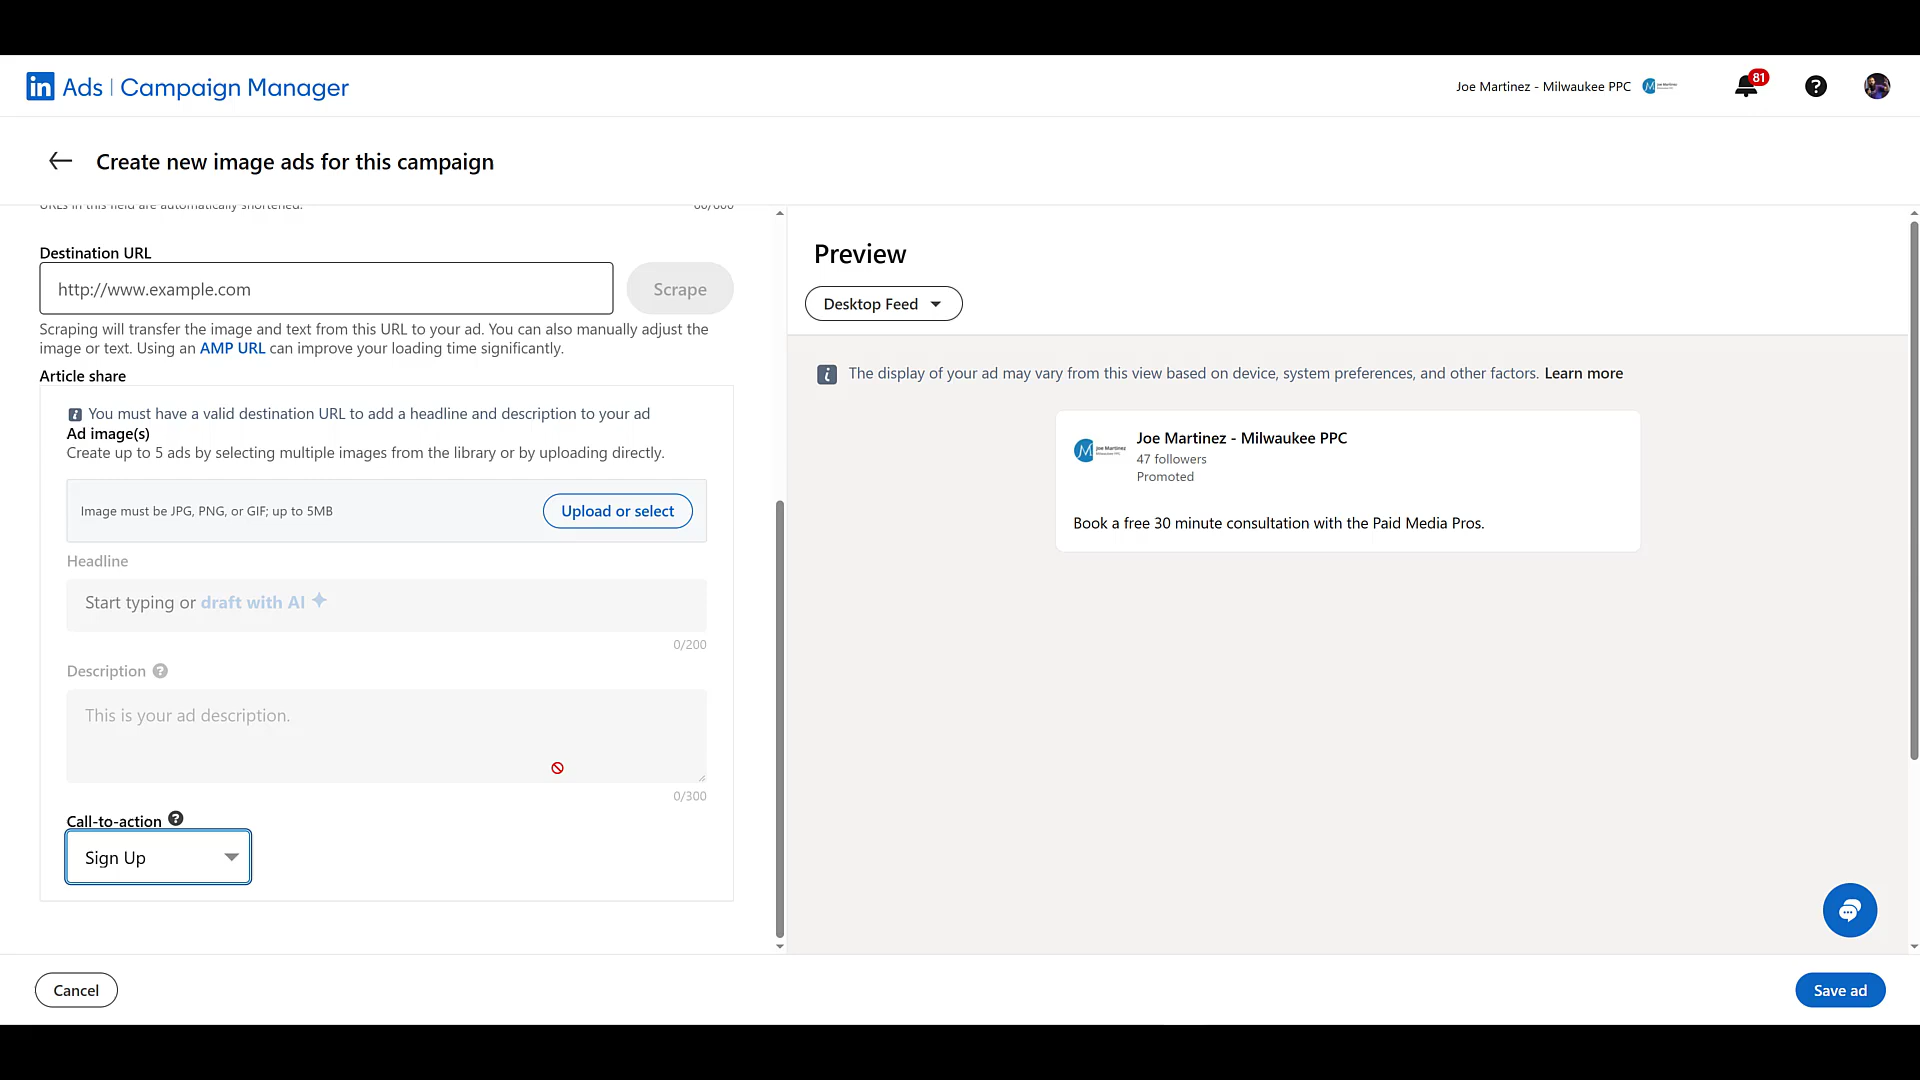 in Ads | Campaign Manager
Joe Martinez - Milwaukee PPC
81
Create new image ads for this campaign
URLs in this field are automatically shortened.
Destination URL
http://www.example.com
Scrape
Scraping will transfer the image and text from this URL to your ad. You can also manually adjust the
image or text. Using an AMP URL can improve your loading time significantly.
Article share
You must have a valid destination URL to add a headline and description to your ad
Ad image(s)
Create up to 5 ads by selecting multiple images from the library or by uploading directly.
Image must be JPG, PNG, or GIF; up to 5MB
Upload or select
Headline
Start typing or draft with AI
0/200
Description
This is your ad description.
0/300
Call-to-action
Sign Up
Cancel
Preview
Desktop Feed
The display of your ad may vary from this view based on device, system preferences, and other factors. Learn more
Joe Martinez - Milwaukee PPC
47 followers
Promoted
Book a free 30 minute consultation with the Paid Media Pros.
Save ad